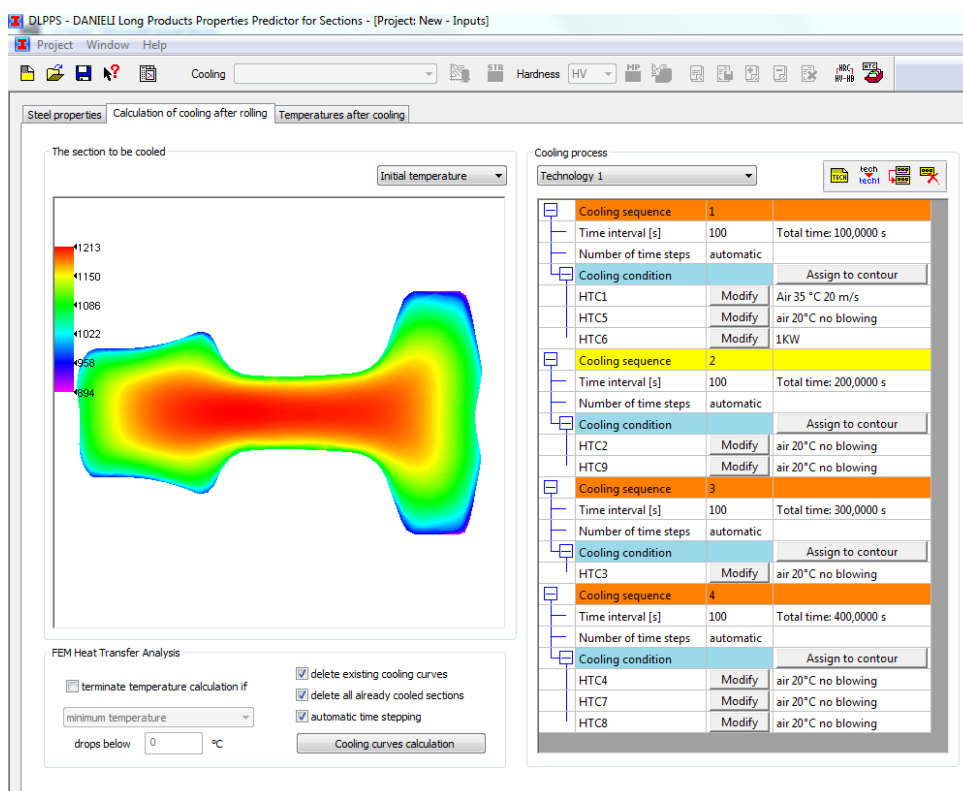 DLPPS - DANIELI Long Products Properties Predictor for Sections - [Project: New - Inputs]
Project Window Help
Cooling STR Hardness HV MP HRC HV-HB HTC
Steel properties Calculation of cooling after rolling Temperatures after cooling
The section to be cooled
Initial temperature
1213
1150
1086
1022
958
894
FEM Heat Transfer Analysis
terminate temperature calculation if
minimum temperature
drops below 0 ºC
delete existing cooling curves
delete all already cooled sections
automatic time stepping
Cooling curves calculation
Cooling process
Technology 1 TECH tech tech1
Cooling sequence 1
Time interval [s] 100 Total time: 100,0000 s
Number of time steps automatic
Cooling condition Assign to contour
HTC1 Modify Air 35 °C 20 m/s
HTC5 Modify air 20°C no blowing
HTC6 Modify 1KW
Cooling sequence 2
Time interval [s] 100 Total time: 200,0000 s
Number of time steps automatic
Cooling condition Assign to contour
HTC2 Modify air 20°C no blowing
HTC9 Modify air 20°C no blowing
Cooling sequence 3
Time interval [s] 100 Total time: 300,0000 s
Number of time steps automatic
Cooling condition Assign to contour
HTC3 Modify air 20°C no blowing
Cooling sequence 4
Time interval [s] 100 Total time: 400,0000 s
Number of time steps automatic
Cooling condition Assign to contour
HTC4 Modify air 20°C no blowing
HTC7 Modify air 20°C no blowing
HTC8 Modify air 20°C no blowing